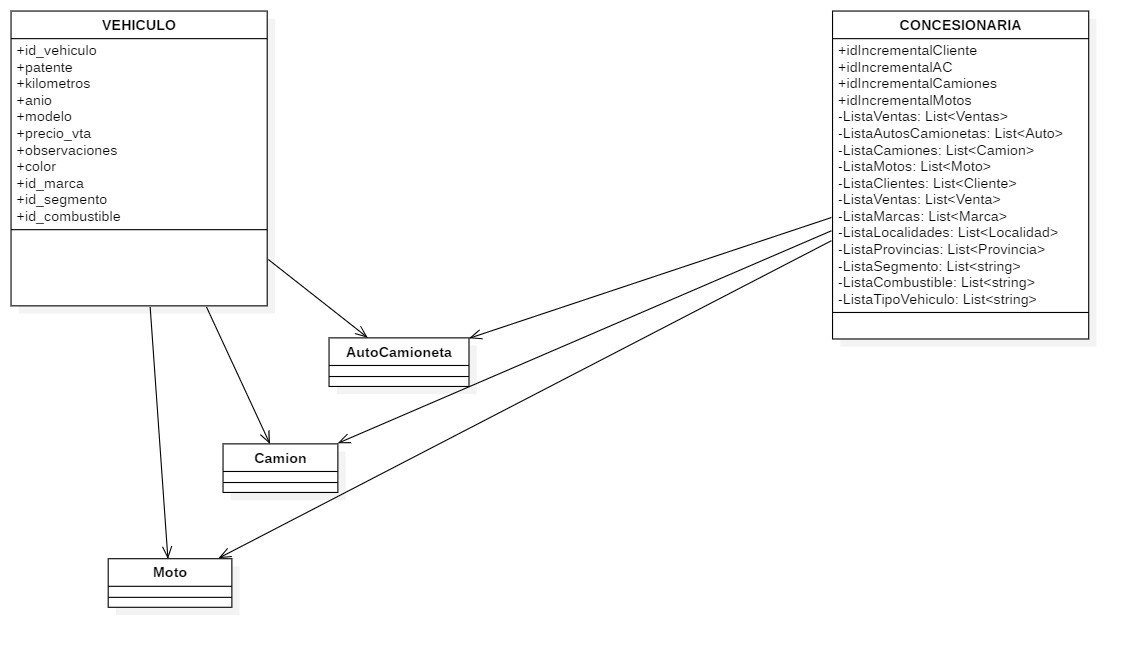 VEHICULO
+id_vehiculo
+patente
+kilometros
+anio
+modelo
+precio_vta
+observaciones
+color
+id_marca
+id_segmento
+id_combustible
CONCESIONARIA
+idIncrementalCliente
+idIncrementalAC
+idIncrementalCamiones
+idIncrementalMotos
-ListaVentas: List<Ventas>
-ListaAutosCamionetas: List<Auto>
-ListaCamiones: List<Camion>
-ListaMotos: List<Moto>
-ListaClientes: List<Cliente>
-ListaVentas: List<Venta>
-ListaMarcas: List<Marca>
-ListaLocalidades: List<Localidad>
-ListaProvincias: List<Provincia>
-ListaSegmento: List<string>
-ListaCombustible: List<string>
-ListaTipoVehiculo: List<string>
AutoCamioneta
Camion
Moto